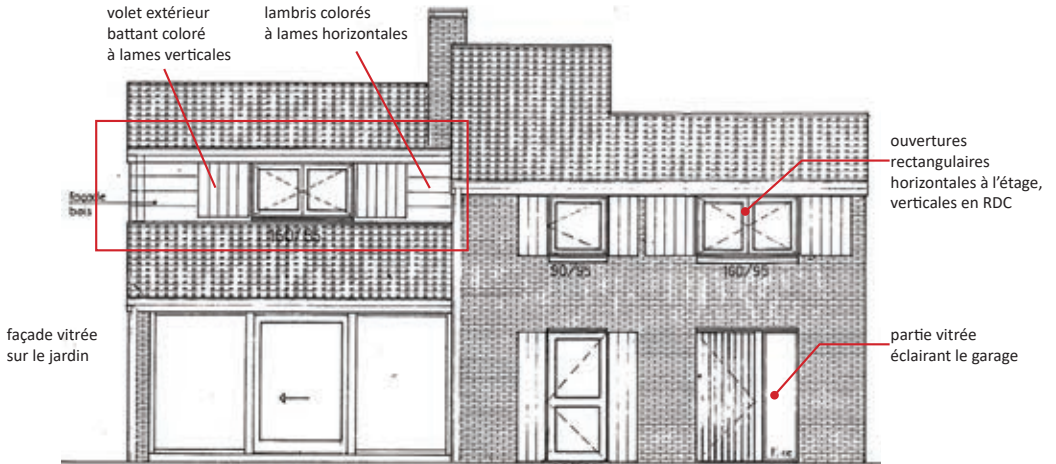 volet extérieur
battant coloré
à lames verticales
lambris colorés
à lames horizontales
ouvertures
rectangulaires
horizontales à l'étage,
verticales en RDC
façade
bois
160/95
90/95
160/95
façade vitrée
sur le jardin
partie vitrée
éclairant le garage